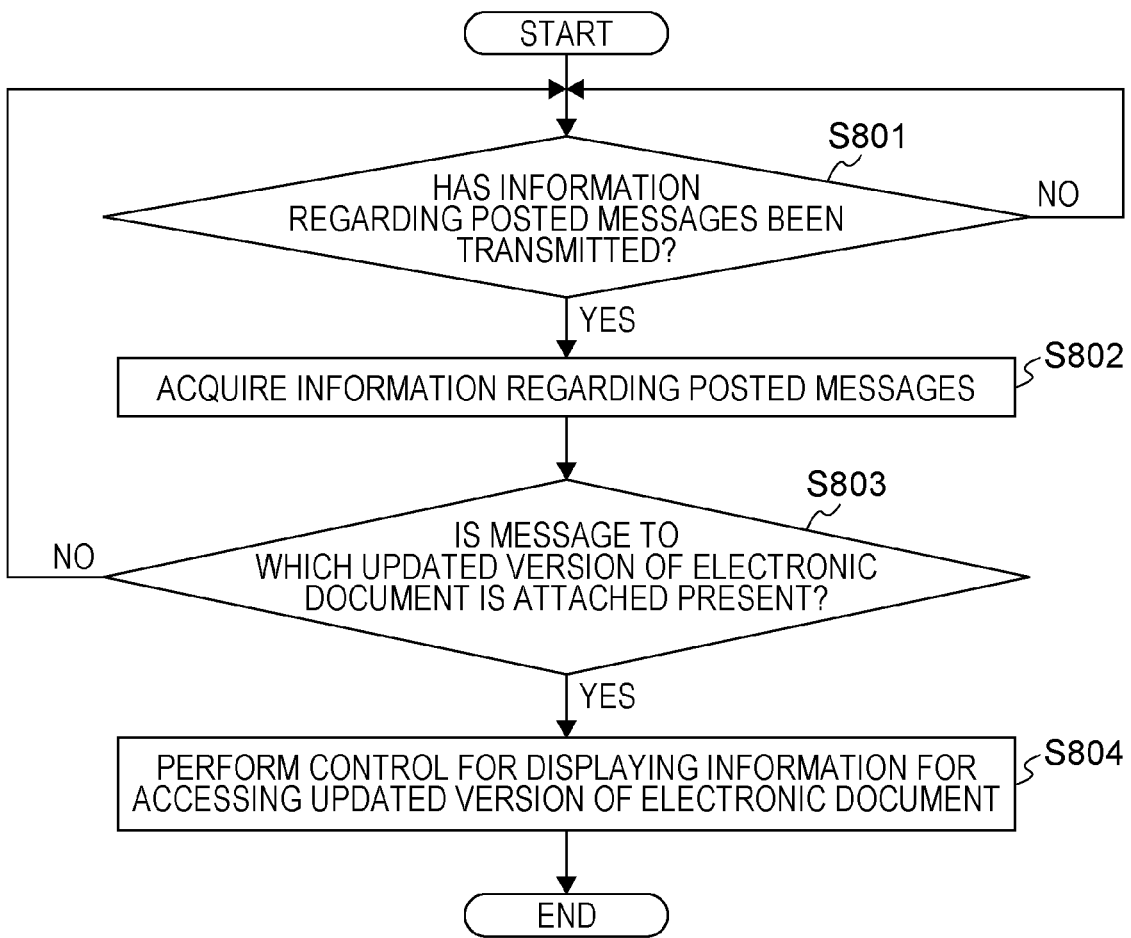 START
S801
HAS INFORMATION
REGARDING POSTED MESSAGES BEEN
TRANSMITTED?
NO
YES
S802
ACQUIRE INFORMATION REGARDING POSTED MESSAGES
S803
IS MESSAGE TO
WHICH UPDATED VERSION OF ELECTRONIC
DOCUMENT IS ATTACHED PRESENT?
NO
YES
S804
PERFORM CONTROL FOR DISPLAYING INFORMATION FOR
ACCESSING UPDATED VERSION OF ELECTRONIC DOCUMENT
END